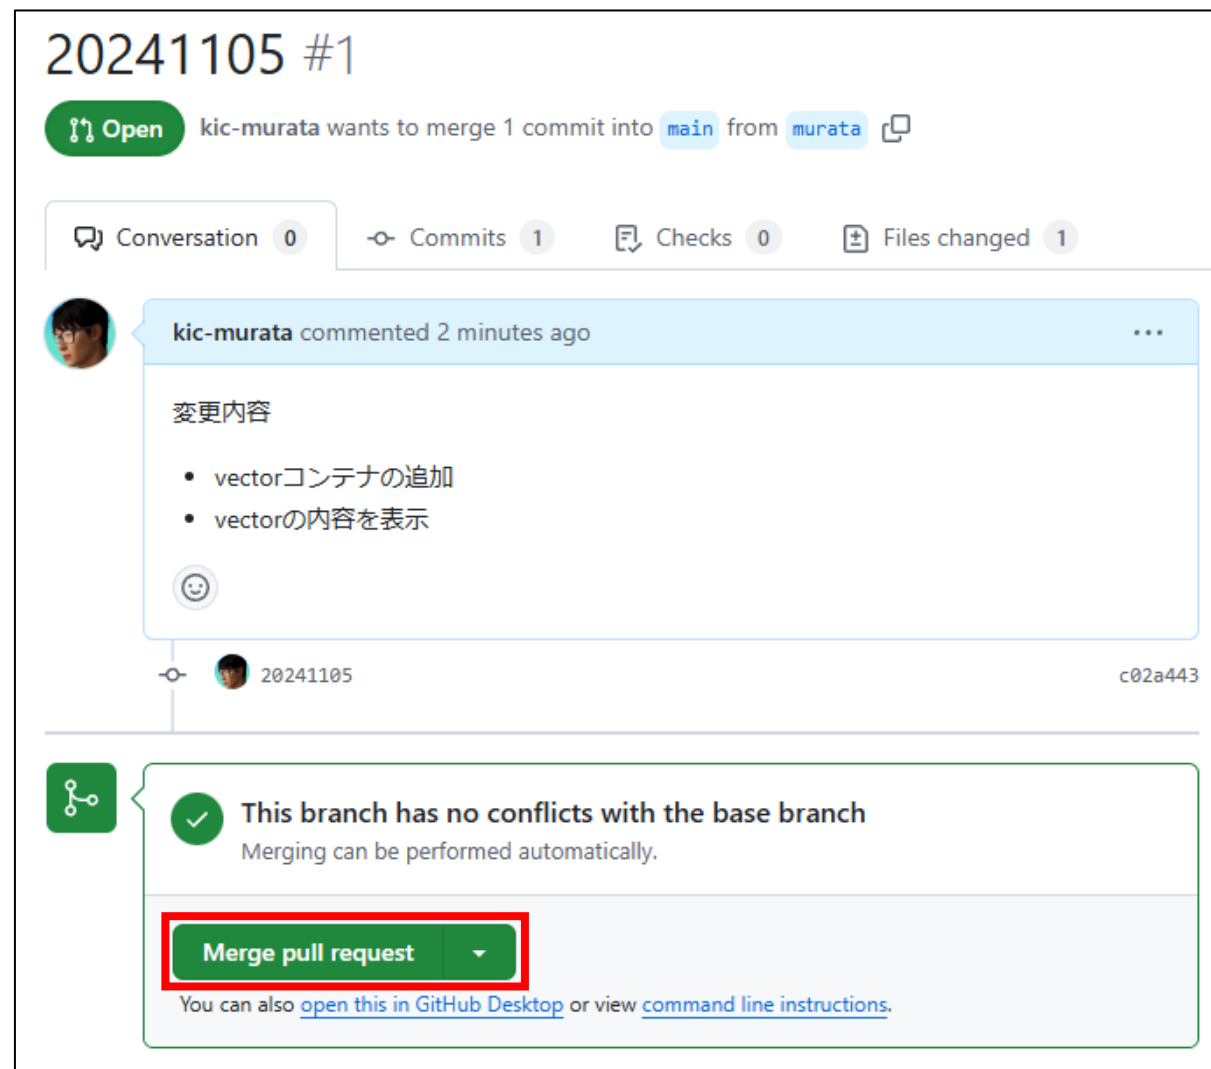 20241105 #1
Open kic-murata wants to merge 1 commit into main from murata
Conversation 0 Commits 1 Checks 0 Files changed 1
kic-murata commented 2 minutes ago
変更内容
vectorコンテナの追加
vectorの内容を表示
20241105 c02a443
This branch has no conflicts with the base branch
Merging can be performed automatically.
Merge pull request
You can also open this in GitHub Desktop or view command line instructions.